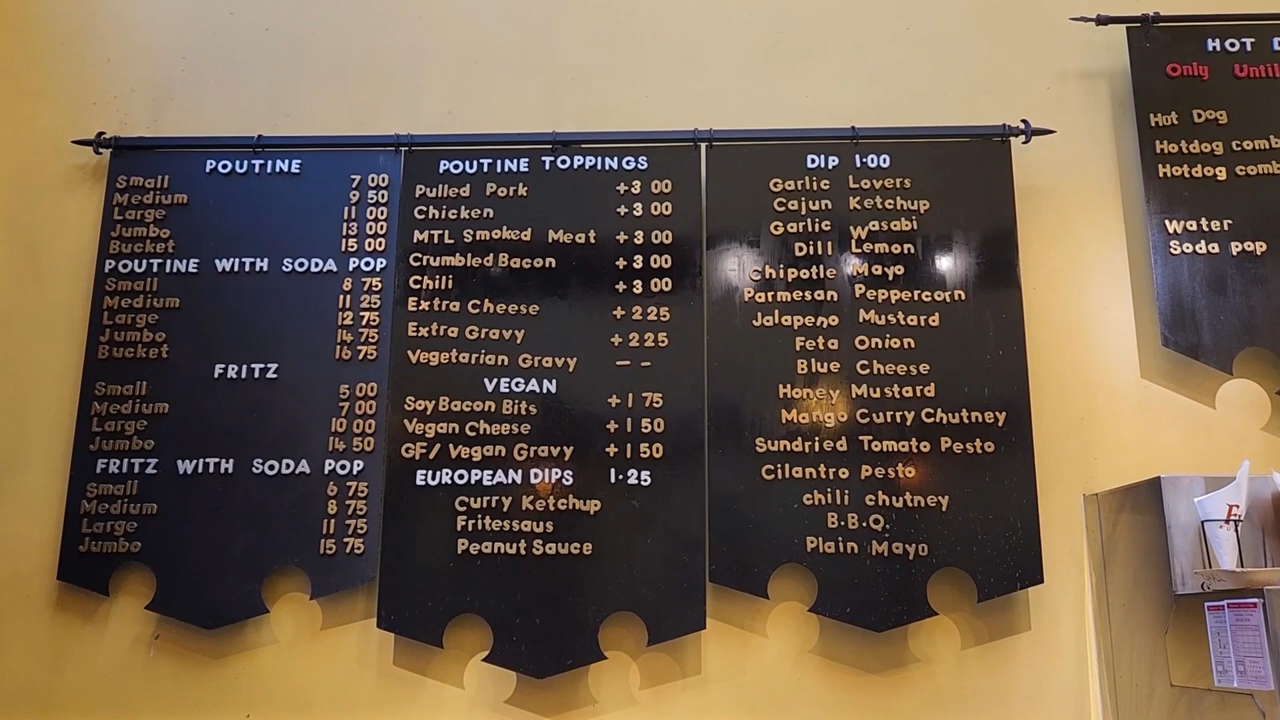 POUTINE
Small 7 00
Medium 9 50
Large 11 00
Jumbo 13 00
Bucket 15 00
POUTINE WITH SODA POP
Small 8 75
Medium 11 25
Large 12 75
Jumbo 14 75
Bucket 16 75
FRITZ
Small 5 00
Medium 7 00
Large 10 00
Jumbo 14 50
FRITZ WITH SODA POP
Small 6 75
Medium 8 75
Large 11 75
Jumbo 15 75
POUTINE TOPPINGS
Pulled Pork +3 00
Chicken +3 00
MTL Smoked Meat +3 00
Crumbled Bacon +3 00
Chili +3 00
Extra Cheese +2 25
Extra Gravy +2 25
Vegetarian Gravy - -
VEGAN
Soy Bacon Bits +1 75
Vegan Cheese +1 50
GF/ Vegan Gravy +1 50
EUROPEAN DIPS 1.25
Curry Ketchup
Fritessaus
Peanut Sauce
DIP 1.00
Garlic Lovers
Cajun Ketchup
Garlic Wasabi
Dill Lemon
Chipotle Mayo
Parmesan Peppercorn
Jalapeno Mustard
Feta Onion
Blue Cheese
Honey Mustard
Mango Curry Chutney
Sundried Tomato Pesto
Cilantro Pesto
chili chutney
B.B.Q.
Plain Mayo
HOT
Only Until
Hot Dog
Hotdog comb
Hotdog comb
Water
Soda pop